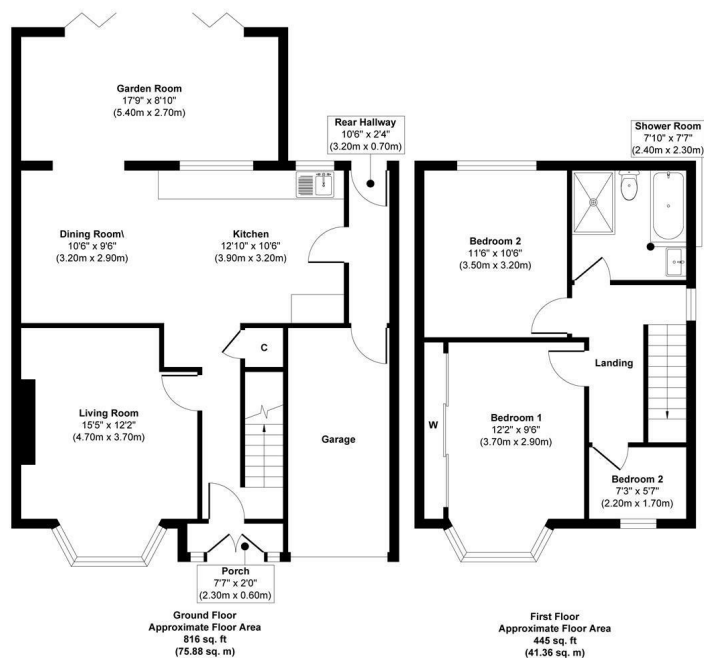 Garden Room
17'9" x 8'10"
(5.40m x 2.70m)
Rear Hallway
10'6" x 2'4"
(3.20m x 0.70m)
Dining Room\
10'6" x 9'6"
(3.20m x 2.90m)
Kitchen
12'10" x 10'6"
(3.90m x 3.20m)
C
Living Room
15'5" x 12'2"
(4.70m x 3.70m)
Garage
Porch
7'7" x 2'0"
(2.30m x 0.60m)
Ground Floor
Approximate Floor Area
816 sq. ft
(75.88 sq. m)
Shower Room
7'10" x 7'7"
(2.40m x 2.30m)
Bedroom 2
11'6" x 10'6"
(3.50m x 3.20m)
Landing
W
Bedroom 1
12'2" x 9'6"
(3.70m x 2.90m)
Bedroom 2
7'3" x 5'7"
(2.20m x 1.70m)
First Floor
Approximate Floor Area
445 sq. ft
(41.36 sq. m)